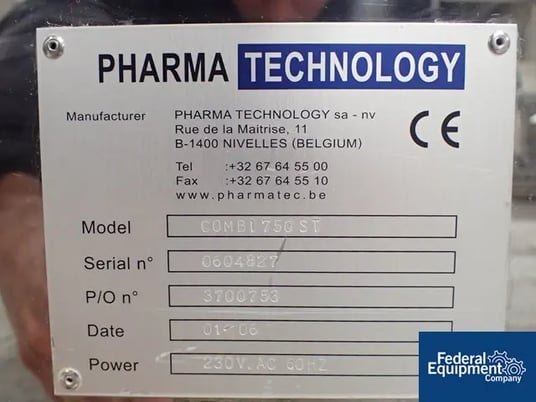 PHARMA TECHNOLOGY
Manufacturer PHARMA TECHNOLOGY sa - nv
Rue de la Maitrise, 11
B-1400 NIVELLES (BELGIUM)
CE
Tel :+32 67 64 55 00
Fax :+32 67 64 55 10
www.pharmatec.be
Model COMBI 750 ST
Serial n° 0604827
P/O n° 3700753
Date 01-06
Power 230V.AC 60HZ
Federal
Equipment
Company